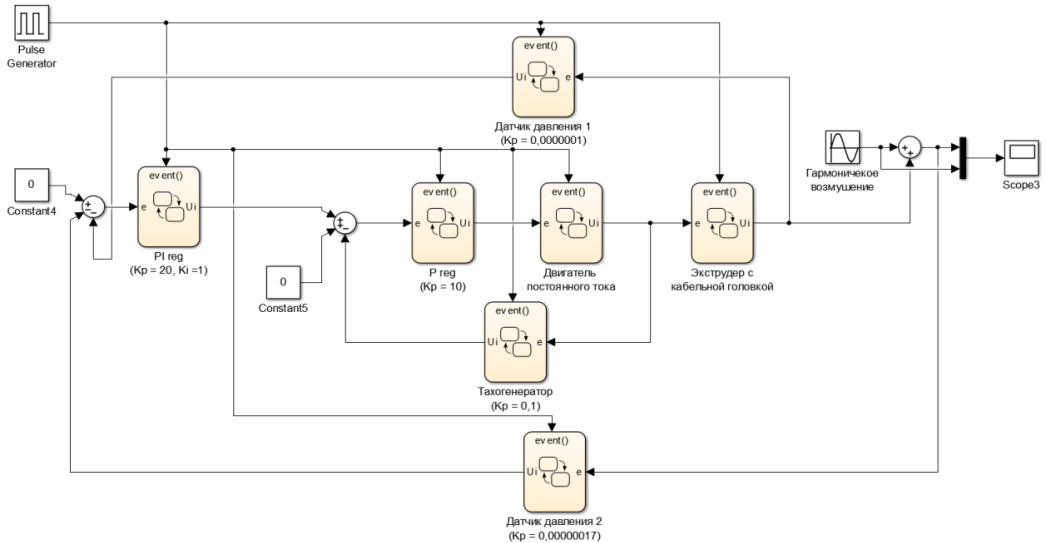 Pulse
Generator
event()
Ui
e
Датчик давления 1
(Kp = 0,0000001)
0
Constant4
event()
e
Ui
PI reg
(Kp = 20, Ki =1)
0
Constant5
event()
e
Ui
P reg
(Kp = 10)
event()
e
Ui
Двигатель
постоянного тока
event()
e
Ui
Экструдер с
кабельной головкой
Гармоничекое
возмушение
Scope3
event()
Ui
e
Тахогенератор
(Kp = 0,1)
event()
Ui
e
Датчик давления 2
(Kp = 0,00000017)